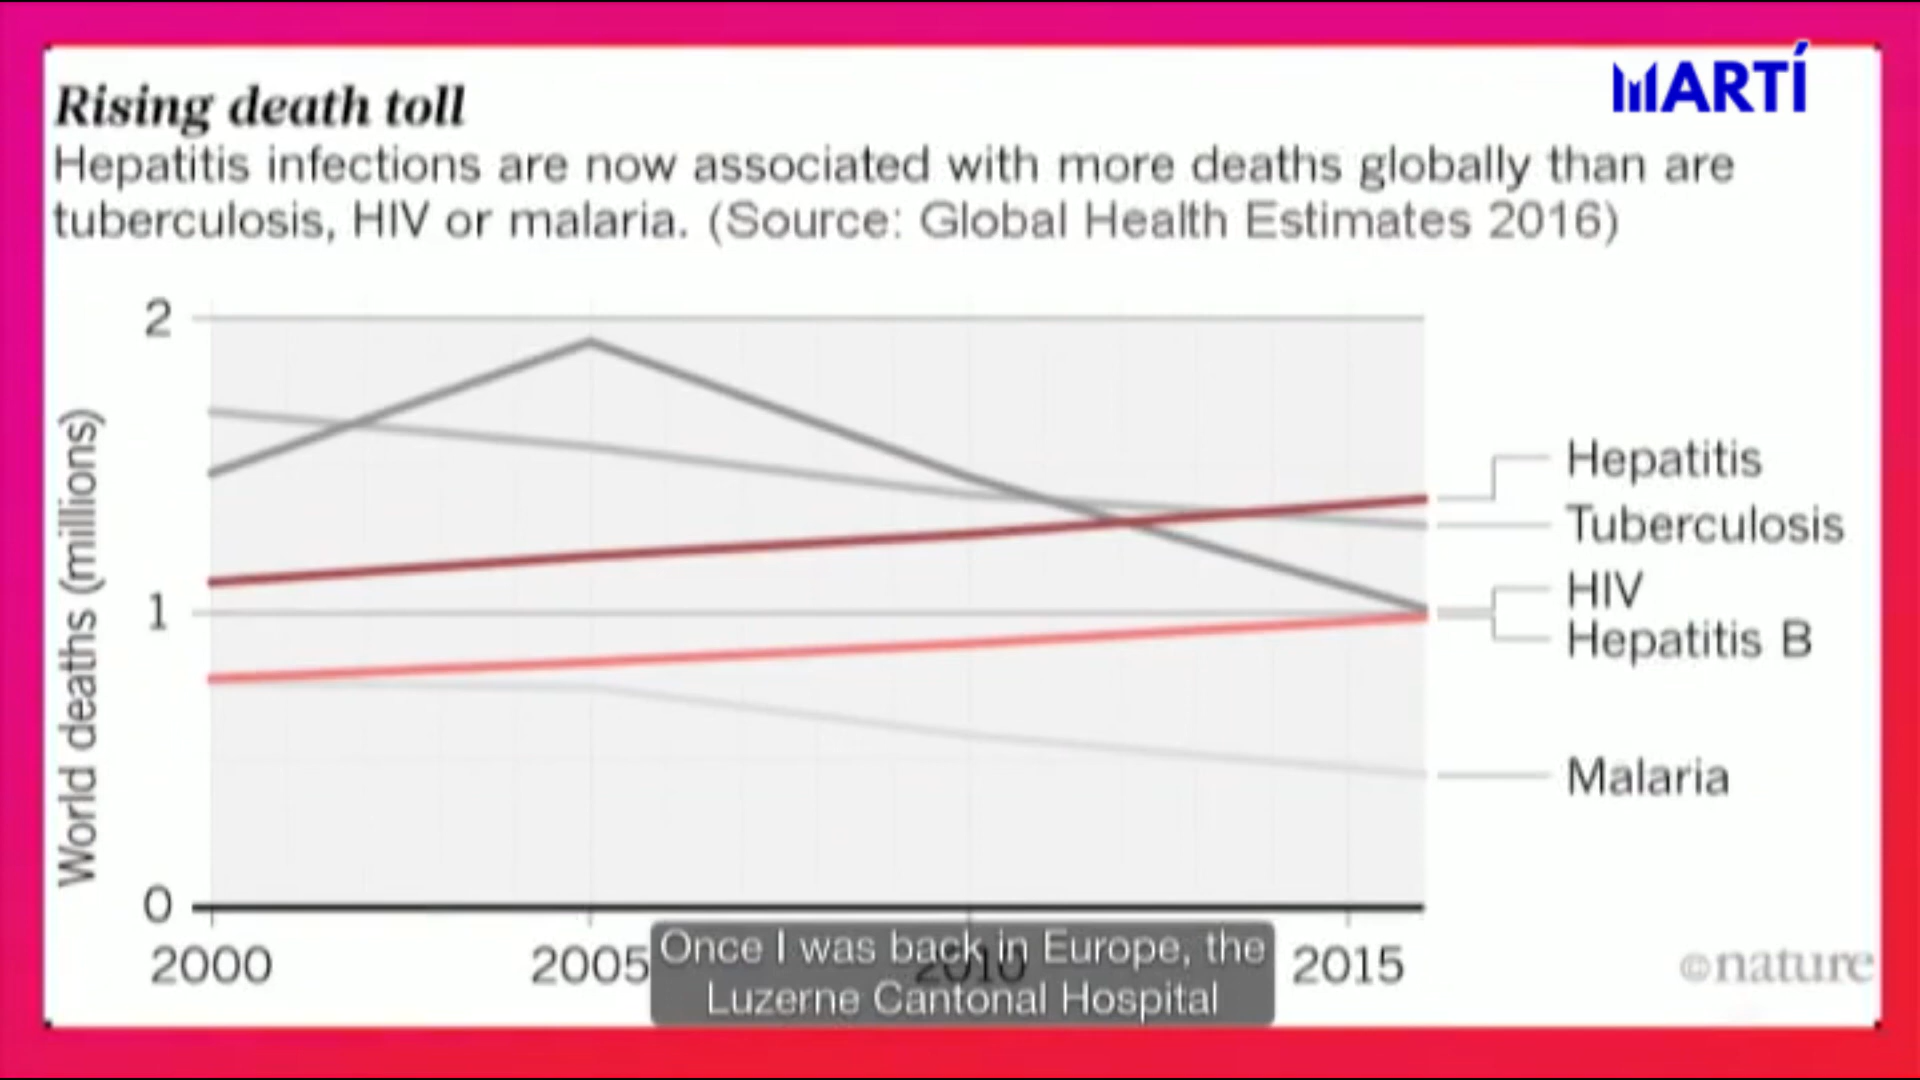 MARTÍ
Rising death toll
Hepatitis infections are now associated with more deaths globally than are
tuberculosis, HIV or malaria. (Source: Global Health Estimates 2016)
World deaths (millions)
2
1
0
Hepatitis
Tuberculosis
HIV
Hepatitis B
Malaria
2000
2005
2010
2015
©nature
Once I was back in Europe, the
Luzerne Cantonal Hospital